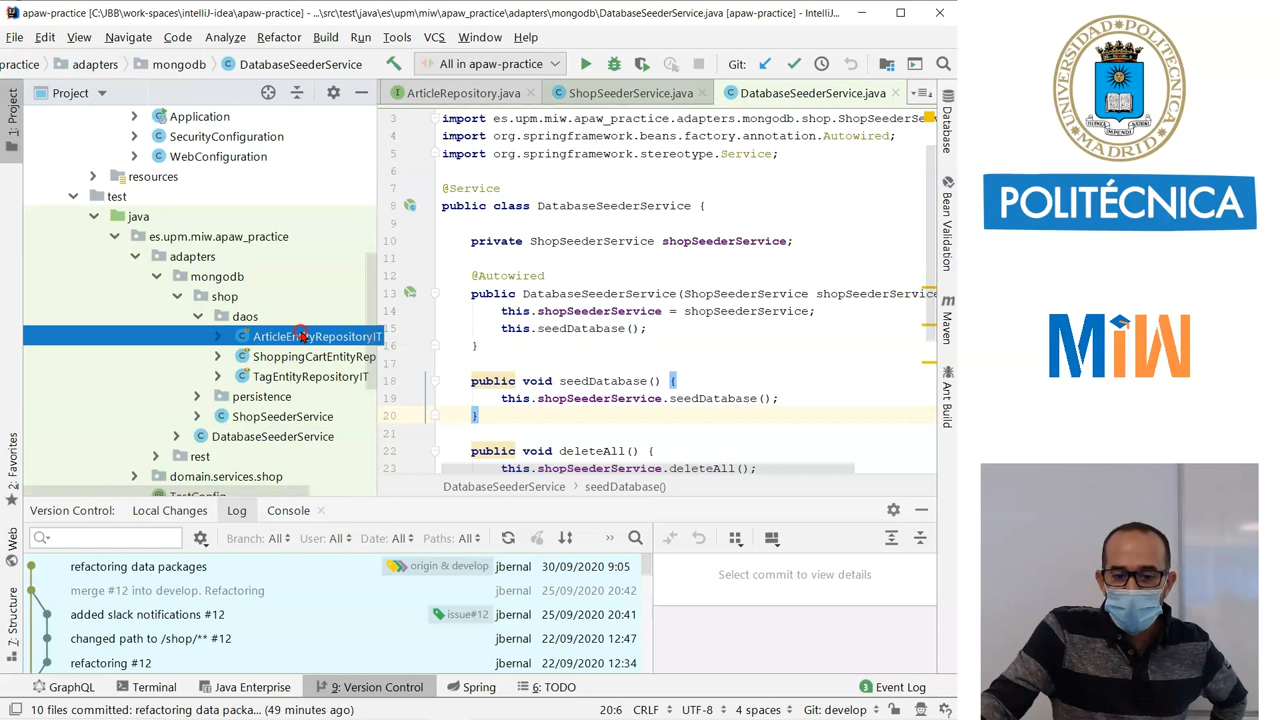 apaw-practice [C:\JBB\work-spaces\intelliJ-idea\apaw-practice] - ...\src\test\java\es\upm\miw\apaw_practice\adapters\mongodb\DatabaseSeederService.java [apaw-practice] - IntelliJ...
File Edit View Navigate Code Analyze Refactor Build Run Tools VCS Window Help
practice adapters mongodb DatabaseSeederService All in apaw-practice Git:
Project
ArticleRepository.java ShopSeederService.java DatabaseSeederService.java
Application
SecurityConfiguration
WebConfiguration
resources
test
java
es.upm.miw.apaw_practice
adapters
mongodb
shop
daos
ArticleEntityRepositoryIT
ShoppingCartEntityRep
TagEntityRepositoryIT
persistence
ShopSeederService
DatabaseSeederService
rest
domain.services.shop
TestConfig
3 import es.upm.miw.apaw_practice.adapters.mongodb.shop.ShopSeederSe
4 import org.springframework.beans.factory.annotation.Autowired;
5 import org.springframework.stereotype.Service;
6
7 @Service
8 public class DatabaseSeederService {
9
10 private ShopSeederService shopSeederService;
11
12 @Autowired
13 public DatabaseSeederService(ShopSeederService shopSeederService
14 this.shopSeederService = shopSeederService;
15 this.seedDatabase();
16 }
17
18 public void seedDatabase() {
19 this.shopSeederService.seedDatabase();
20 }
21
22 public void deleteAll() {
23 this.shopSeederService.deleteAll();
DatabaseSeederService seedDatabase()
1: Project
2: Favorites
Web
7: Structure
Database
Bean Validation
Maven
Ant Build
Version Control: Local Changes Log Console
Branch: All User: All Date: All Paths: All
refactoring data packages origin & develop jbernal 30/09/2020 9:05
merge #12 into develop. Refactoring jbernal 25/09/2020 20:42
added slack notifications #12 issue#12 jbernal 25/09/2020 20:41
changed path to /shop/** #12 jbernal 22/09/2020 12:47
refactoring #12 jbernal 22/09/2020 12:34
Select commit to view details
GraphQL Terminal Java Enterprise 9: Version Control Spring 6: TODO 3 Event Log
10 files committed: refactoring data packa... (49 minutes ago) 20:6 CRLF UTF-8 4 spaces Git: develop
UNIVERSIDAD POLITÉCNICA
DE MADRID
POLITÉCNICA
MiW